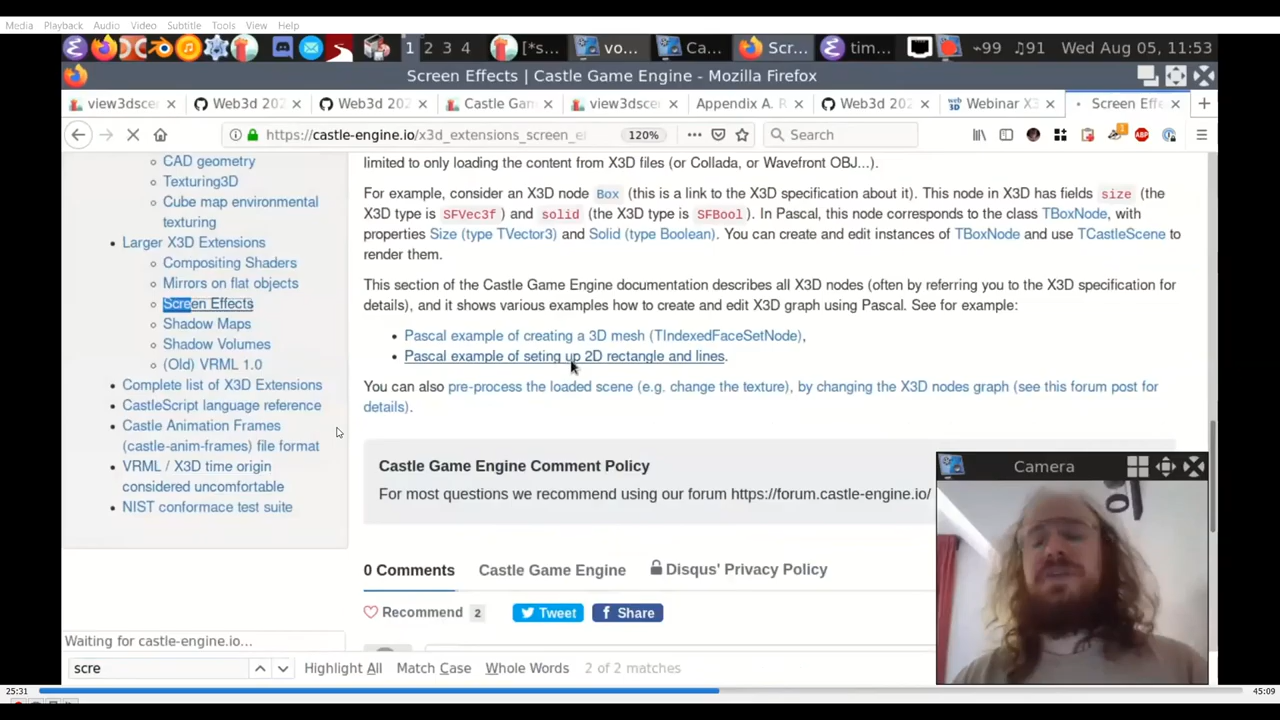 Media Playback Audio Video Subtitle Tools View Help
1 2 3 4 [*s... vo... Ca... Scr... tim... ~99 ♫91 Wed Aug 05, 11:53
Screen Effects | Castle Game Engine - Mozilla Firefox
view3dsce Web3d 202 Web3d 202 Castle Gam view3dsce Appendix A. R Web3d 202 Webinar X3 Screen Effe
https://castle-engine.io/x3d_extensions_screen_e 120% Search
CAD geometry
Texturing3D
Cube map environmental
texturing
Larger X3D Extensions
Compositing Shaders
Mirrors on flat objects
Screen Effects
Shadow Maps
Shadow Volumes
(Old) VRML 1.0
Complete list of X3D Extensions
CastleScript language reference
Castle Animation Frames
(castle-anim-frames) file format
VRML / X3D time origin
considered uncomfortable
NIST conformace test suite
limited to only loading the content from X3D files (or Collada, or Wavefront OBJ...).
For example, consider an X3D node Box (this is a link to the X3D specification about it). This node in X3D has fields size (the
X3D type is SFVec3f) and solid (the X3D type is SFBool). In Pascal, this node corresponds to the class TBoxNode, with
properties Size (type TVector3) and Solid (type Boolean). You can create and edit instances of TBoxNode and use TCastleScene to
render them.
This section of the Castle Game Engine documentation describes all X3D nodes (often by referring you to the X3D specification for
details), and it shows various examples how to create and edit X3D graph using Pascal. See for example:
Pascal example of creating a 3D mesh (TIndexedFaceSetNode),
Pascal example of seting up 2D rectangle and lines.
You can also pre-process the loaded scene (e.g. change the texture), by changing the X3D nodes graph (see this forum post for
details).
Castle Game Engine Comment Policy
For most questions we recommend using our forum https://forum.castle-engine.io/
Camera
0 Comments Castle Game Engine Disqus' Privacy Policy
Recommend 2 Tweet Share
Waiting for castle-engine.io...
scre Highlight All Match Case Whole Words 2 of 2 matches
25:31 45:09